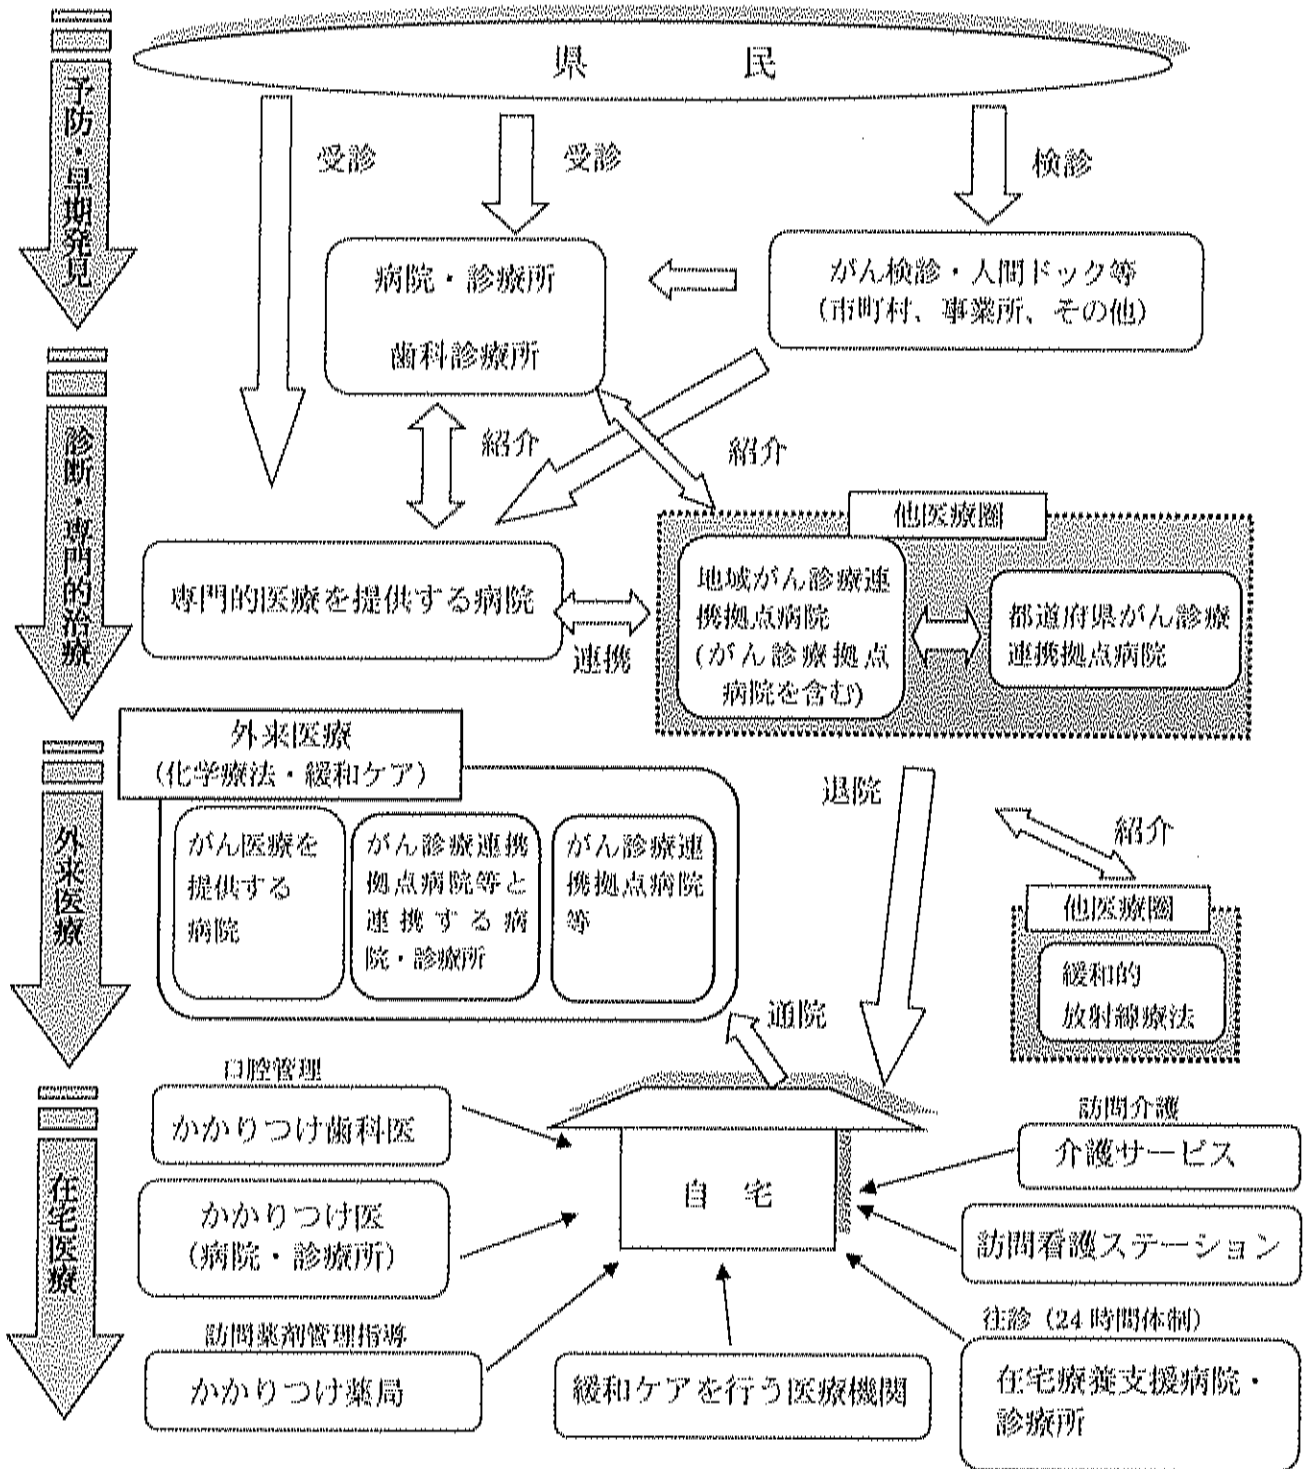 県 民
予防・早期発見
受診
受診
検診
病院・診療所
歯科診療所
がん検診・人間ドック等
(市町村、事業所、その他)
診断・専門的治療
紹介
紹介
専門的医療を提供する病院
連携
他医療圏
地域がん診療連
携拠点病院
(がん診療拠点
病院を含む)
都道府県がん診療
連携拠点病院
外来医療
外来医療
(化学療法・緩和ケア)
がん医療を
提供する
病院
がん診療連携
拠点病院等と
連携する病
院・診療所
がん診療連
携拠点病院
等
退院
紹介
他医療圏
緩和的
放射線療法
通院
在宅医療
口腔管理
かかりつけ歯科医
かかりつけ医
(病院・診療所)
訪問薬剤管理指導
かかりつけ薬局
自 宅
緩和ケアを行う医療機関
訪問介護
介護サービス
訪問看護ステーション
往診(24時間体制)
在宅療養支援病院・
診療所